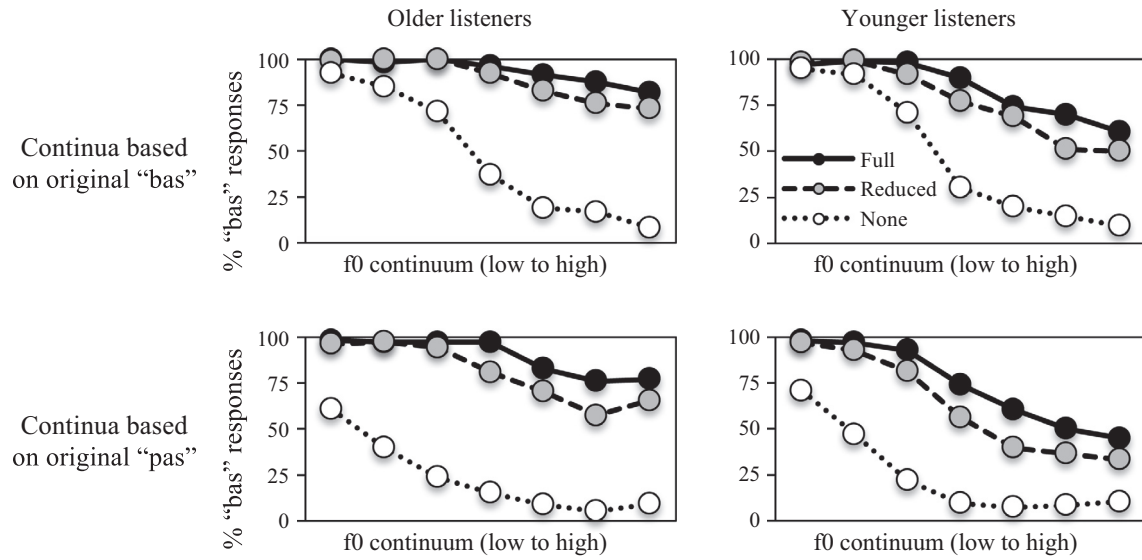 Older listeners
Younger listeners
Continua based
on original “bas”
% “bas” responses
100
75
50
25
0
f0 continuum (low to high)
100
75
50
25
0
Full
Reduced
None
f0 continuum (low to high)
Continua based
on original “pas”
% “bas” responses
100
75
50
25
0
f0 continuum (low to high)
100
75
50
25
0
f0 continuum (low to high)